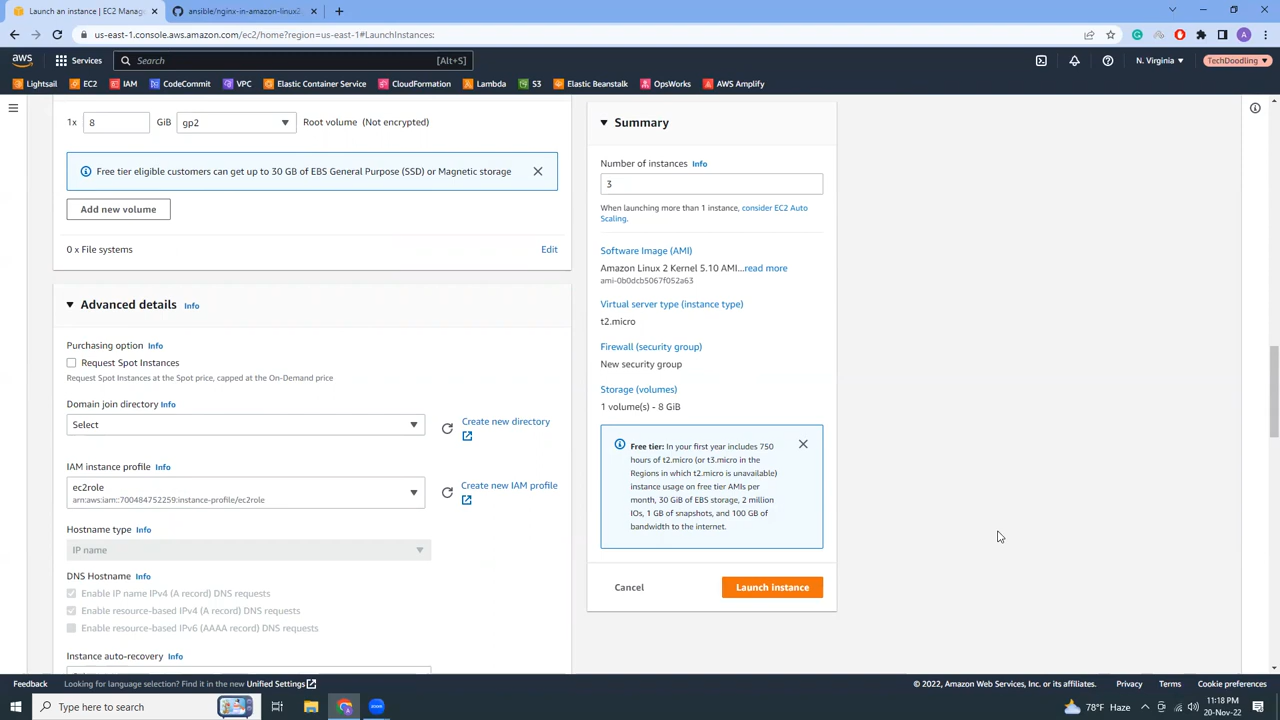 Launch an instance | EC2 Manag
ansible/nginx-in-amazon-linux2
us-east-1.console.aws.amazon.com/ec2/home?region=us-east-1#LaunchInstances:
A
aws
Services
Search
[Alt+S]
N. Virginia
TechDoodling
Lightsail
EC2
IAM
CodeCommit
VPC
Elastic Container Service
CloudFormation
Lambda
S3
Elastic Beanstalk
OpsWorks
AWS Amplify
1x
8
GiB
gp2
Root volume (Not encrypted)
Free tier eligible customers can get up to 30 GB of EBS General Purpose (SSD) or Magnetic storage
Add new volume
0 x File systems
Edit
Advanced details Info
Purchasing option Info
Request Spot Instances
Request Spot Instances at the Spot price, capped at the On-Demand price
Domain join directory Info
Select
Create new directory
IAM instance profile Info
ec2role
arn:aws:iam::700484752259:instance-profile/ec2role
Create new IAM profile
Hostname type Info
IP name
DNS Hostname Info
Enable IP name IPv4 (A record) DNS requests
Enable resource-based IPv4 (A record) DNS requests
Enable resource-based IPv6 (AAAA record) DNS requests
Instance auto-recovery Info
Summary
Number of instances Info
3
When launching more than 1 instance, consider EC2 Auto
Scaling.
Software Image (AMI)
Amazon Linux 2 Kernel 5.10 AMI...read more
ami-0b0dcb5067f052a63
Virtual server type (instance type)
t2.micro
Firewall (security group)
New security group
Storage (volumes)
1 volume(s) - 8 GiB
Free tier: In your first year includes 750
hours of t2.micro (or t3.micro in the
Regions in which t2.micro is unavailable)
instance usage on free tier AMIs per
month, 30 GiB of EBS storage, 2 million
IOs, 1 GB of snapshots, and 100 GB of
bandwidth to the internet.
Cancel
Launch instance
Feedback
Looking for language selection? Find it in the new Unified Settings
© 2022, Amazon Web Services, Inc. or its affiliates.
Privacy
Terms
Cookie preferences
Type here to search
78°F Haze
11:18 PM
20-Nov-22